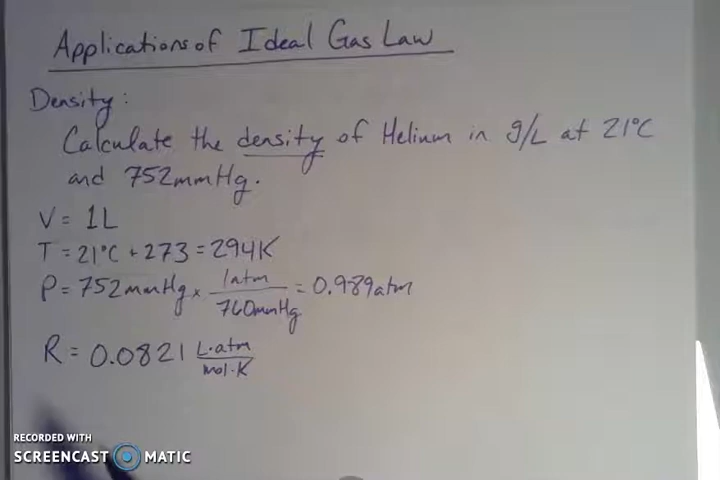 Applications of Ideal Gas Law
Density:
Calculate the density of Helium in g/L at 21°C
and 752mmHg.
V = 1L
T = 21°C + 273 = 294K
P = 752mmHg × 1atm / 760mmHg = 0.989atm
R = 0.0821 L·atm / mol·K
RECORDED WITH
SCREENCAST MATIC